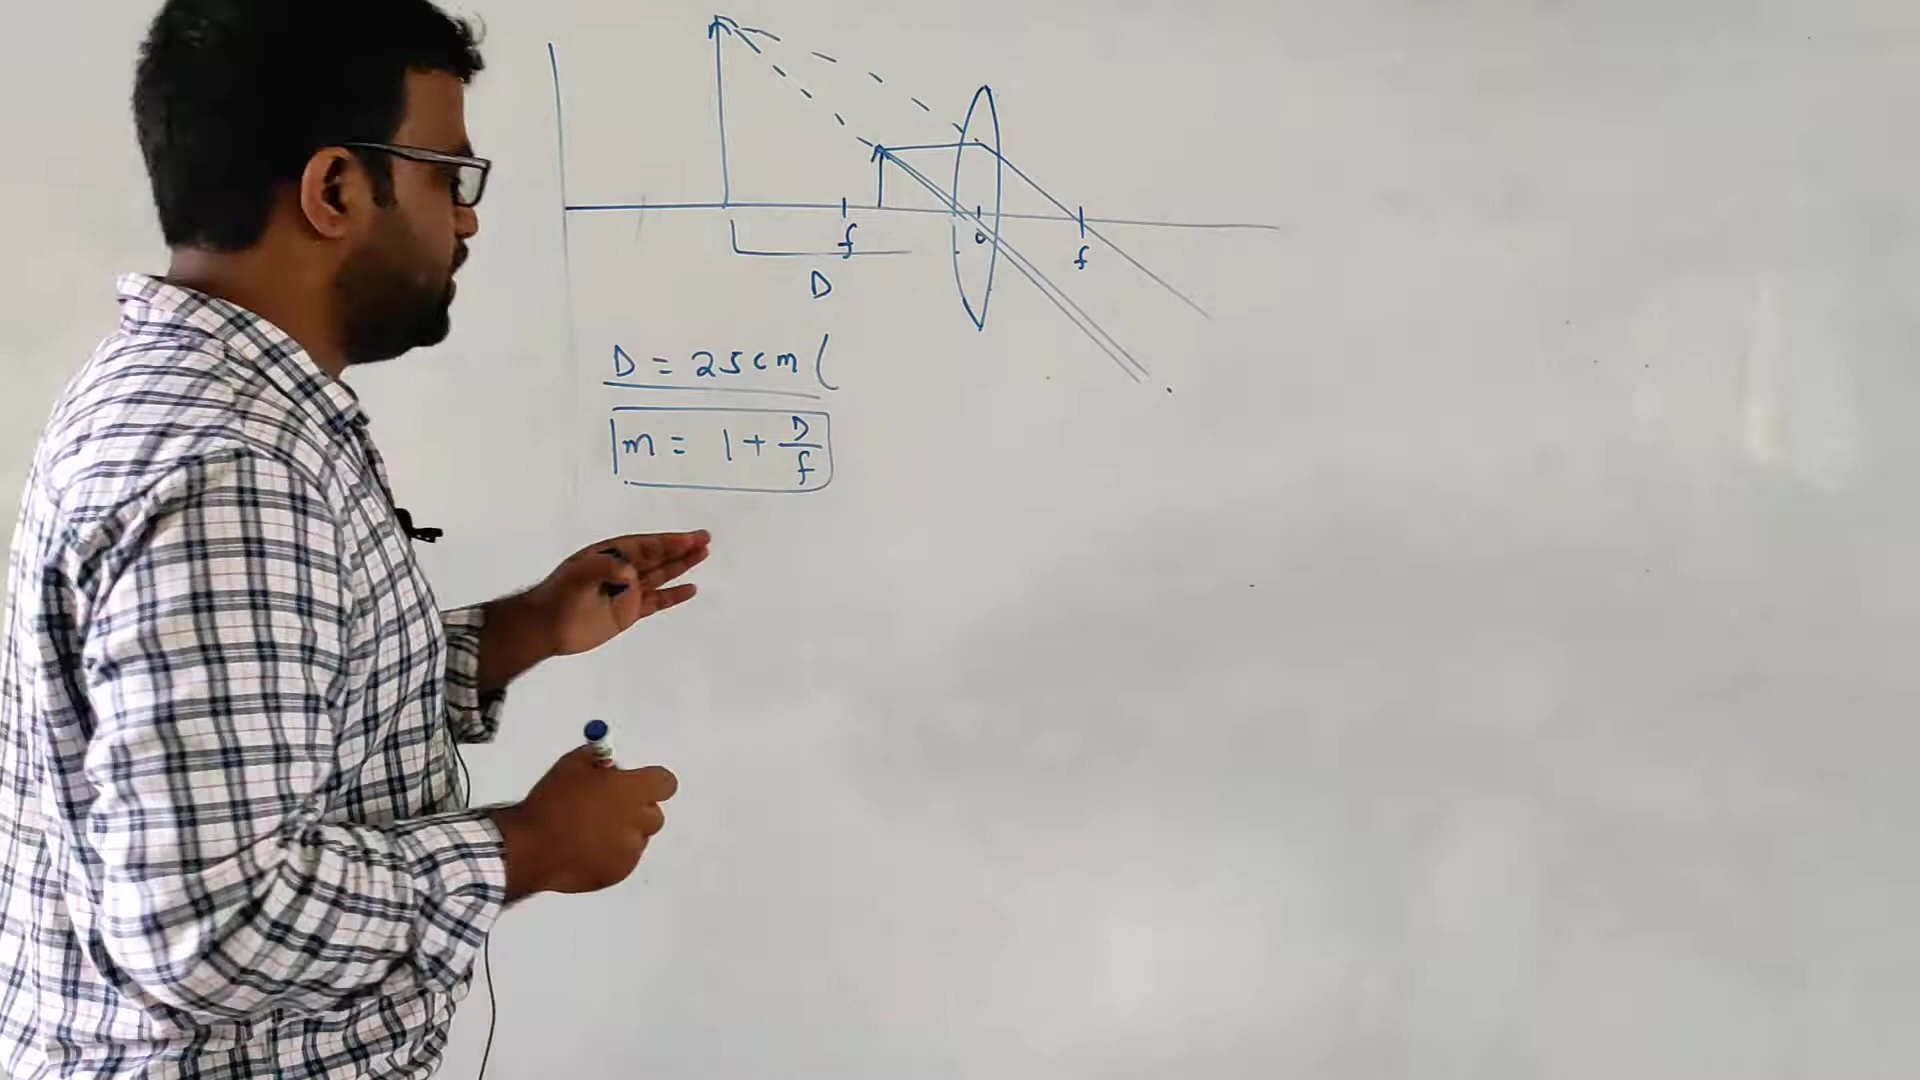 f
o
f
D
D = 25 cm (
m = 1 + D/f